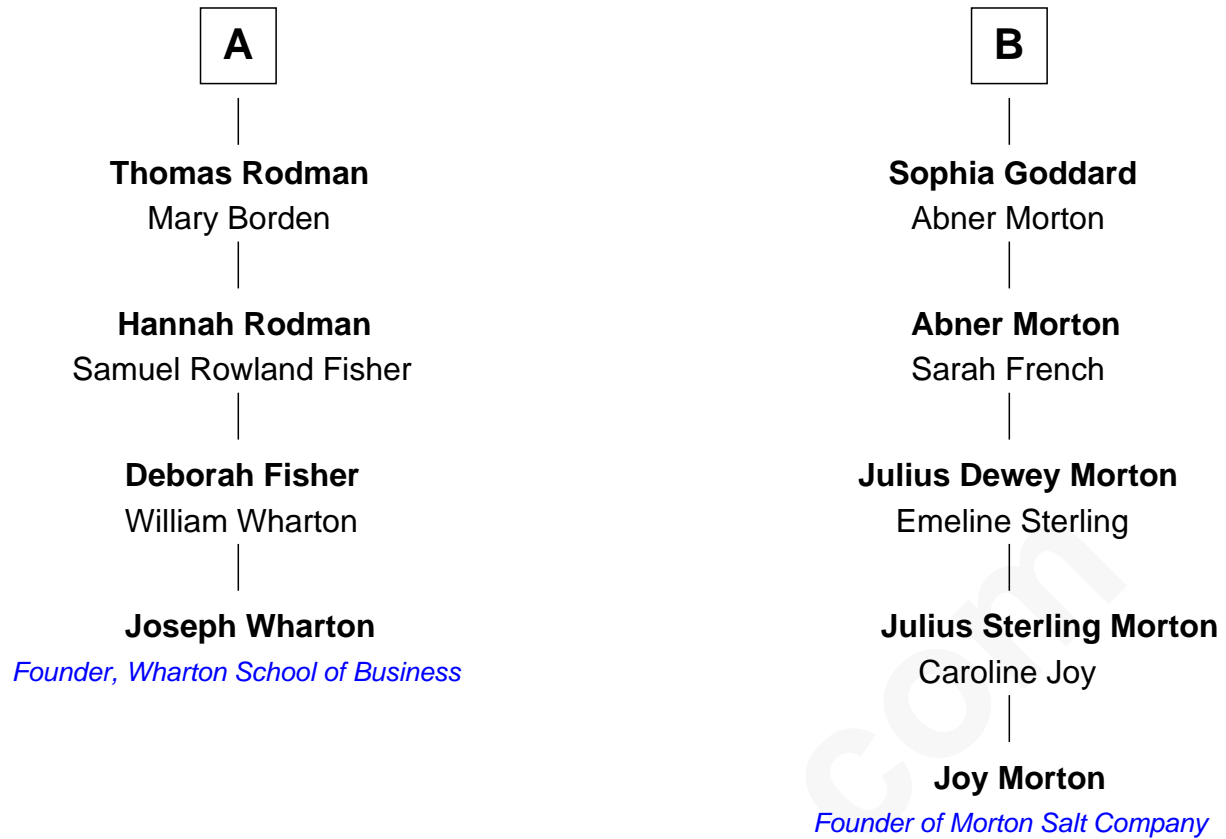 A
Thomas Rodman
Mary Borden
Hannah Rodman
Samuel Rowland Fisher
Deborah Fisher
William Wharton
Joseph Wharton
Founder, Wharton School of Business
B
Sophia Goddard
Abner Morton
Abner Morton
Sarah French
Julius Dewey Morton
Emeline Sterling
Julius Sterling Morton
Caroline Joy
Joy Morton
Founder of Morton Salt Company
com